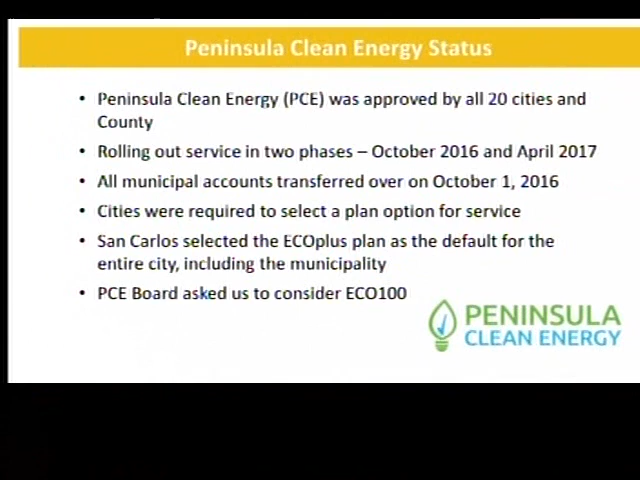 Peninsula Clean Energy Status
• Peninsula Clean Energy (PCE) was approved by all 20 cities and
County
• Rolling out service in two phases – October 2016 and April 2017
• All municipal accounts transferred over on October 1, 2016
• Cities were required to select a plan option for service
• San Carlos selected the ECOplus plan as the default for the
entire city, including the municipality
• PCE Board asked us to consider ECO100
PENINSULA
CLEAN ENERGY